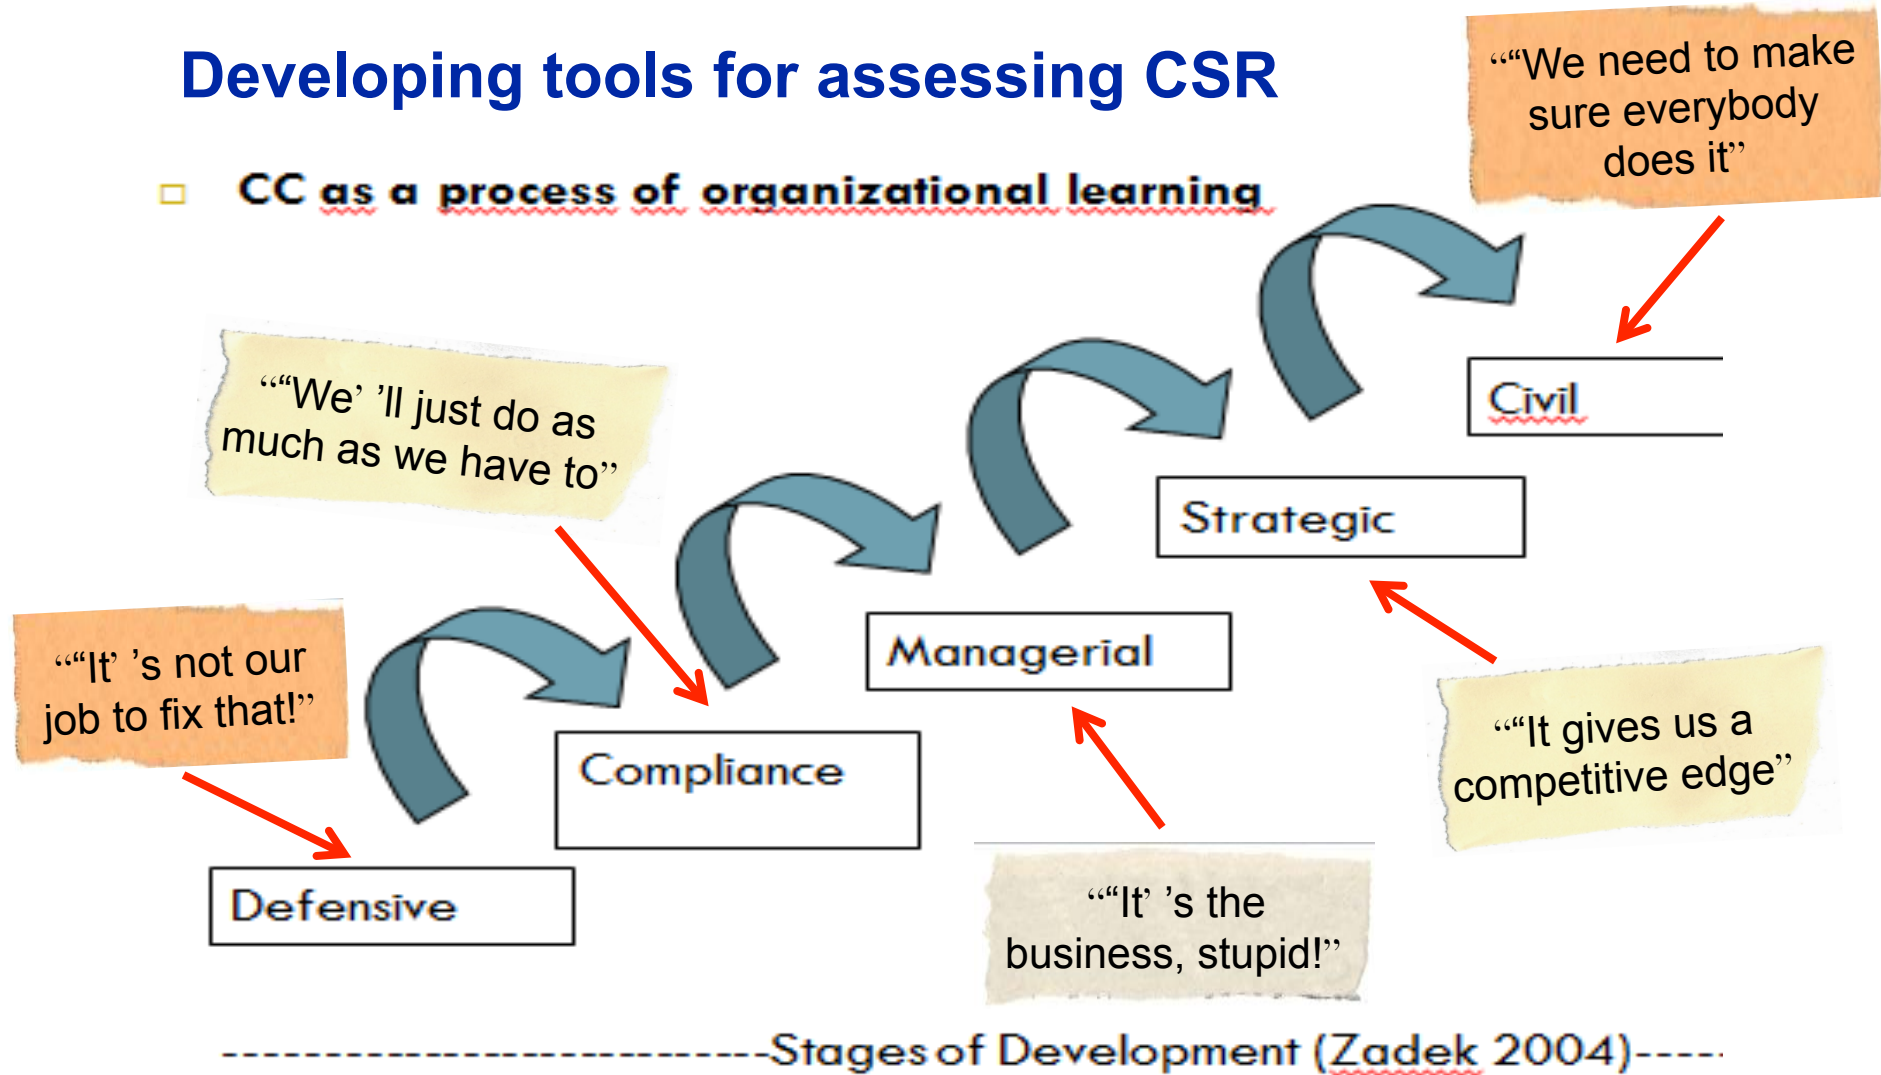 Developing tools for assessing CSR
““We need to make
sure everybody
does it”
CC as a process of organizational learning
““We’ ’ll just do as
much as we have to”
Civil
Strategic
““It’ ’s not our
job to fix that!”
Managerial
““It gives us a
competitive edge”
Compliance
““It’ ’s the
business, stupid!”
Defensive
---------------------------Stages of Development (Zadek 2004)-----